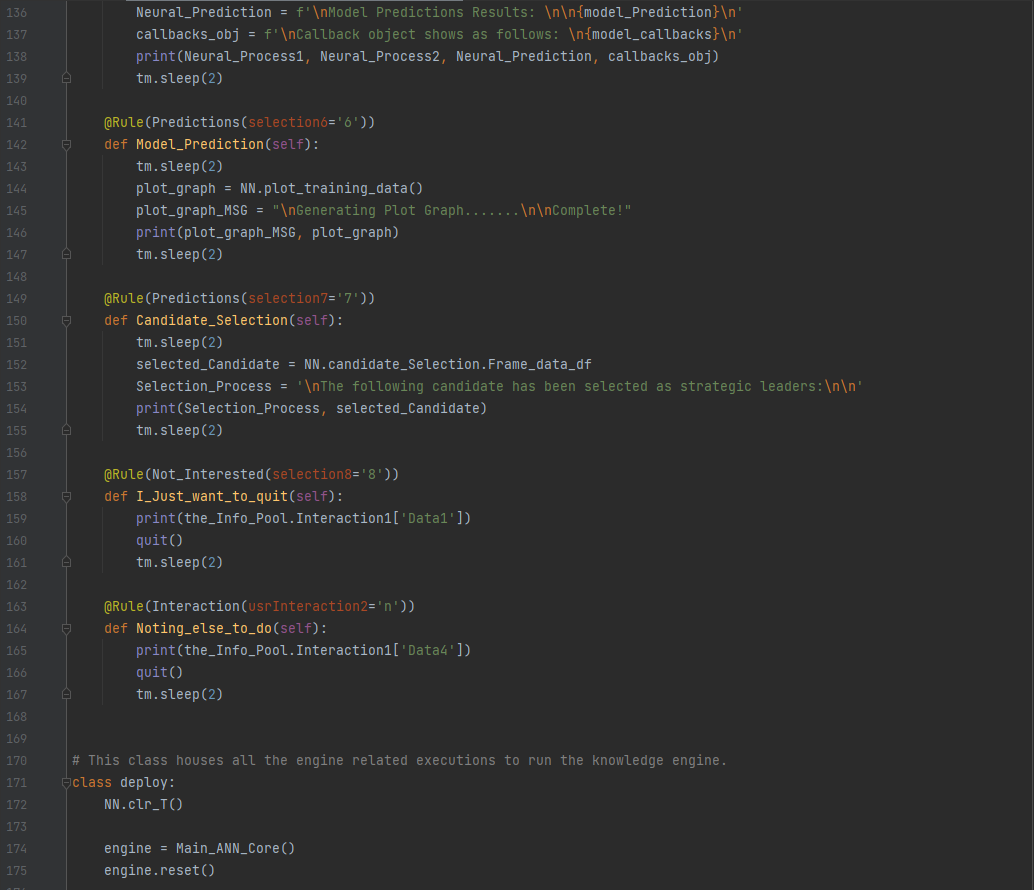 136 Neural_Prediction = f'\nModel Predictions Results: \n\n{model_Prediction}\n'
137 callbacks_obj = f'\nCallback object shows as follows: \n{model_callbacks}\n'
138 print(Neural_Process1, Neural_Process2, Neural_Prediction, callbacks_obj)
139 tm.sleep(2)
140
141 @Rule(Predictions(selection6='6'))
142 def Model_Prediction(self):
143 tm.sleep(2)
144 plot_graph = NN.plot_training_data()
145 plot_graph_MSG = "\nGenerating Plot Graph.......\n\nComplete!"
146 print(plot_graph_MSG, plot_graph)
147 tm.sleep(2)
148
149 @Rule(Predictions(selection7='7'))
150 def Candidate_Selection(self):
151 tm.sleep(2)
152 selected_Candidate = NN.candidate_Selection.Frame_data_df
153 Selection_Process = '\nThe following candidate has been selected as strategic leaders:\n\n'
154 print(Selection_Process, selected_Candidate)
155 tm.sleep(2)
156
157 @Rule(Not_Interested(selection8='8'))
158 def I_Just_want_to_quit(self):
159 print(the_Info_Pool.Interaction1['Data1'])
160 quit()
161 tm.sleep(2)
162
163 @Rule(Interaction(usrInteraction2='n'))
164 def Noting_else_to_do(self):
165 print(the_Info_Pool.Interaction1['Data4'])
166 quit()
167 tm.sleep(2)
168
169
170 # This class houses all the engine related executions to run the knowledge engine.
171 class deploy:
172 NN.clr_T()
173
174 engine = Main_ANN_Core()
175 engine.reset()